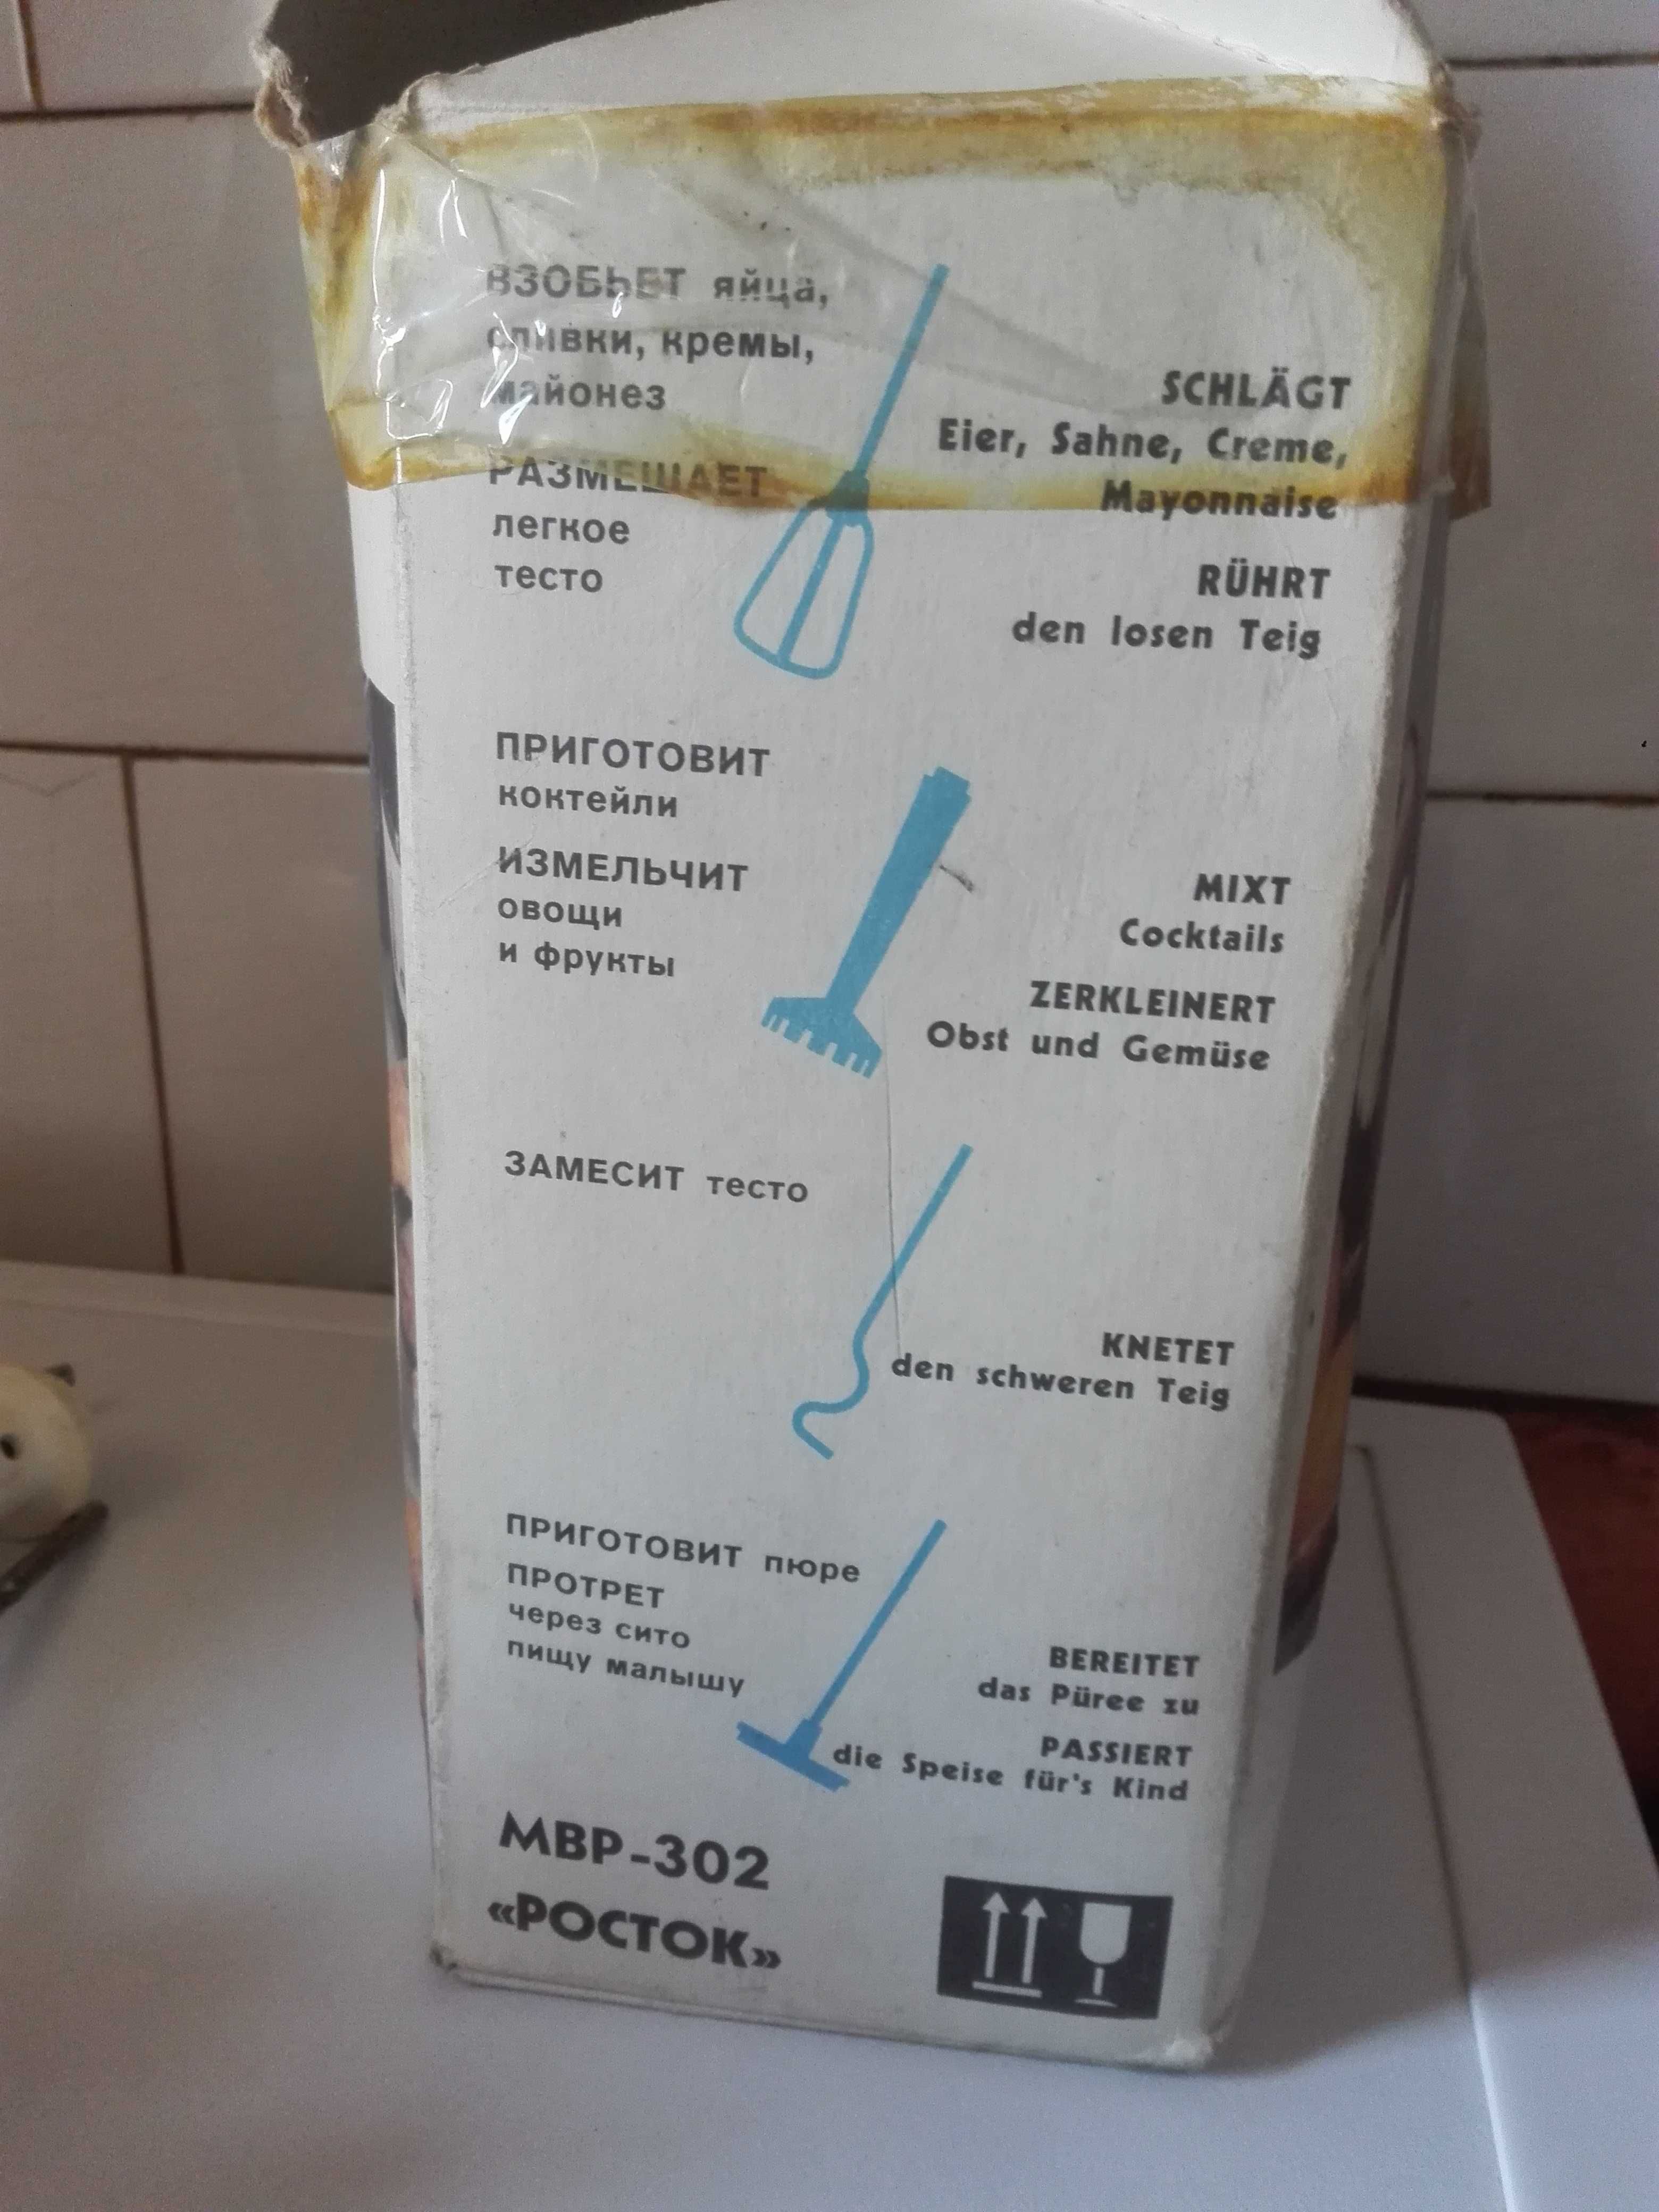 ВЗОБЬЕТ яйца,
сливки, кремы,
майонез
РАЗМЕШАЕТ
легкое
тесто
SCHLÄGT
Eier, Sahne, Creme,
Mayonnaise
RÜHRT
den losen Teig
ПРИГОТОВИТ
коктейли
ИЗМЕЛЬЧИТ
овощи
и фрукты
MIXT
Cocktails
ZERKLEINERT
Obst und Gemüse
ЗАМЕСИТ тесто
KNETET
den schweren Teig
ПРИГОТОВИТ пюре
ПРОТРЕТ
через сито
пищу малышу
BEREITET
das Püree zu
PASSIERT
die Speise für's Kind
МВР-302
«РОСТОК»